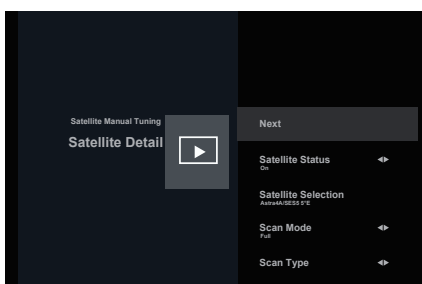 Satellite Manual Tuning
Satellite Detail
Next
Satellite Status
On
Satellite Selection
Astra4A/SES5 5°E
Scan Mode
Full
Scan Type